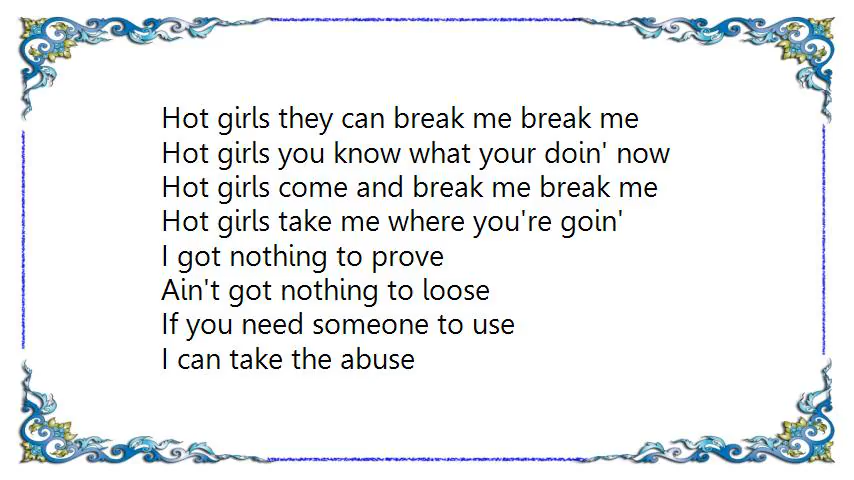 Hot girls they can break me break me
Hot girls you know what your doin' now
Hot girls come and break me break me
Hot girls take me where you're goin'
I got nothing to prove
Ain't got nothing to loose
If you need someone to use
I can take the abuse